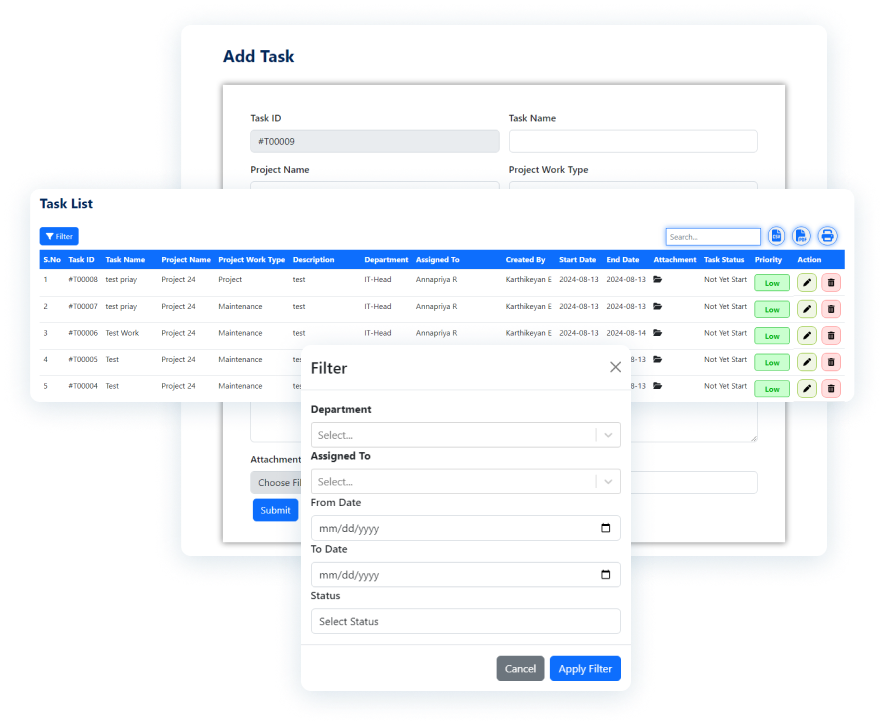 Add Task
Task ID Task Name
#T00009
Project Name Project Work Type
Task List
Filter Search...
S.No Task ID Task Name Project Name Project Work Type Description Department Assigned To Created By Start Date End Date Attachment Task Status Priority Action
1 #T00008 test priay Project 24 Project test IT-Head Annapriya R Karthikeyan E 2024-08-13 2024-08-13 Not Yet Start Low
2 #T00007 test priay Project 24 Maintenance test IT-Head Annapriya R Karthikeyan E 2024-08-13 2024-08-13 Not Yet Start Low
3 #T00006 Test Work Project 24 Maintenance test IT-Head Annapriya R Karthikeyan E 2024-08-13 2024-08-14 Not Yet Start Low
4 #T00005 Test Project 24 Maintenance 8-13 Not Yet Start Low
5 #T00004 Test Project 24 Maintenance 8-13 Not Yet Start Low
Filter
Department
Select...
Assigned To
Select...
From Date
mm/dd/yyyy
To Date
mm/dd/yyyy
Status
Select Status
Cancel Apply Filter
Attachment
Choose Fil
Submit